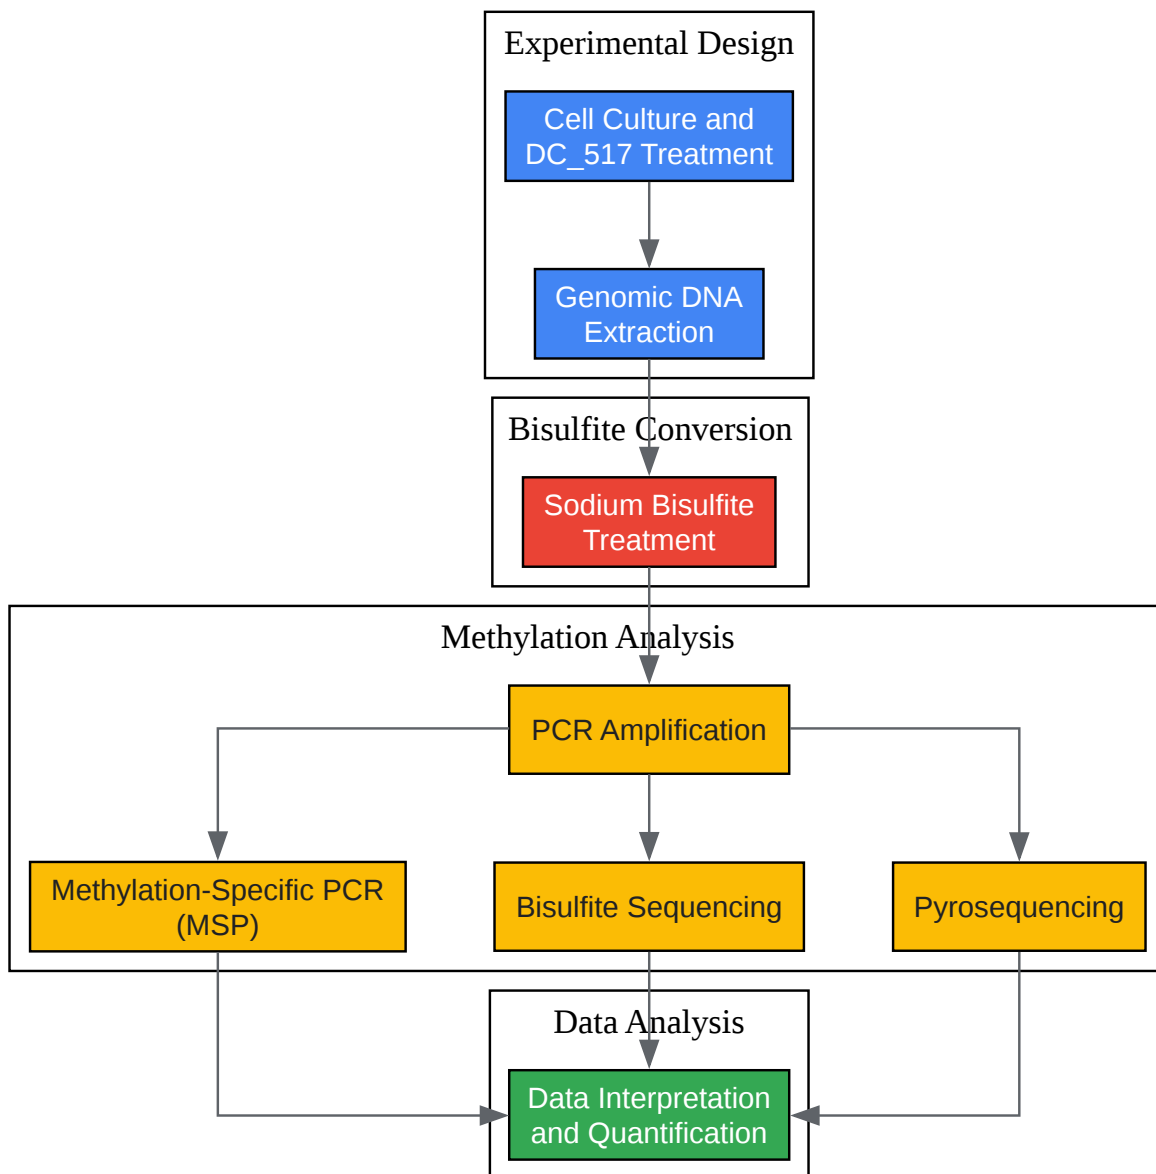 Experimental Design
Cell Culture and
DC_517 Treatment
Genomic DNA
Extraction
Bisulfite Conversion
Sodium Bisulfite
Treatment
Methylation Analysis
PCR Amplification
Methylation-Specific PCR
(MSP)
Bisulfite Sequencing
Pyrosequencing
Data Analysis
Data Interpretation
and Quantification